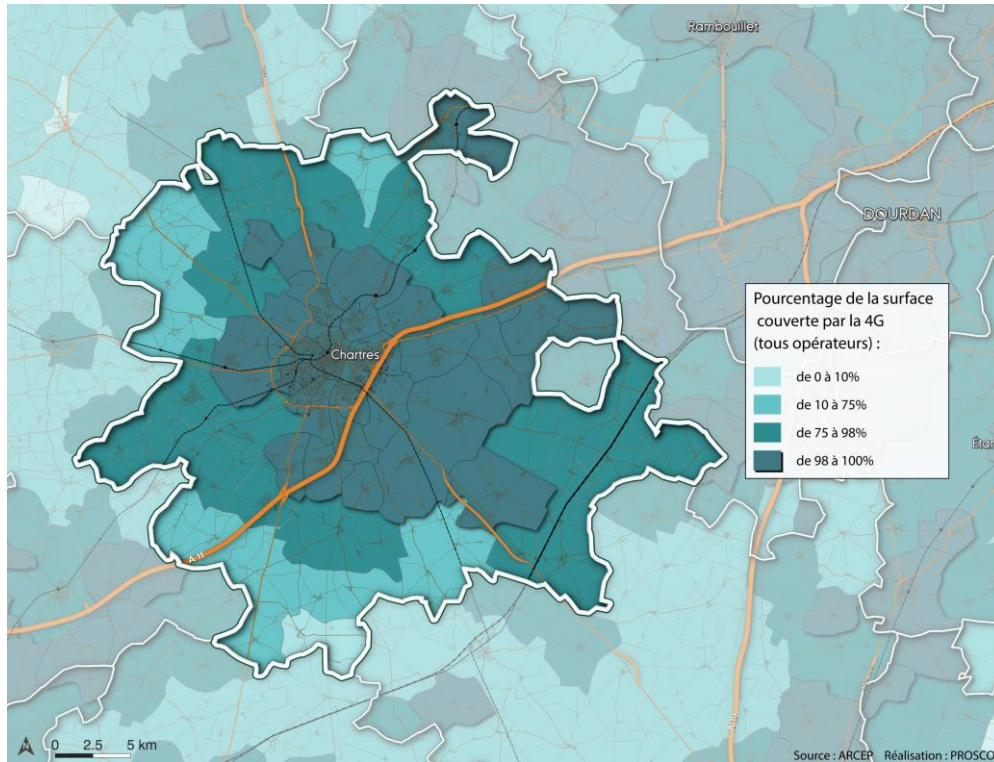 Rambouillet
DOURDAN
Pourcentage de la surface
couverte par la 4G
(tous opérateurs) :
de 0 à 10%
de 10 à 75%
de 75 à 98%
de 98 à 100%
Chartres
A 11
0 2.5 5 km
Source : ARCEP Réalisation : PROSCO